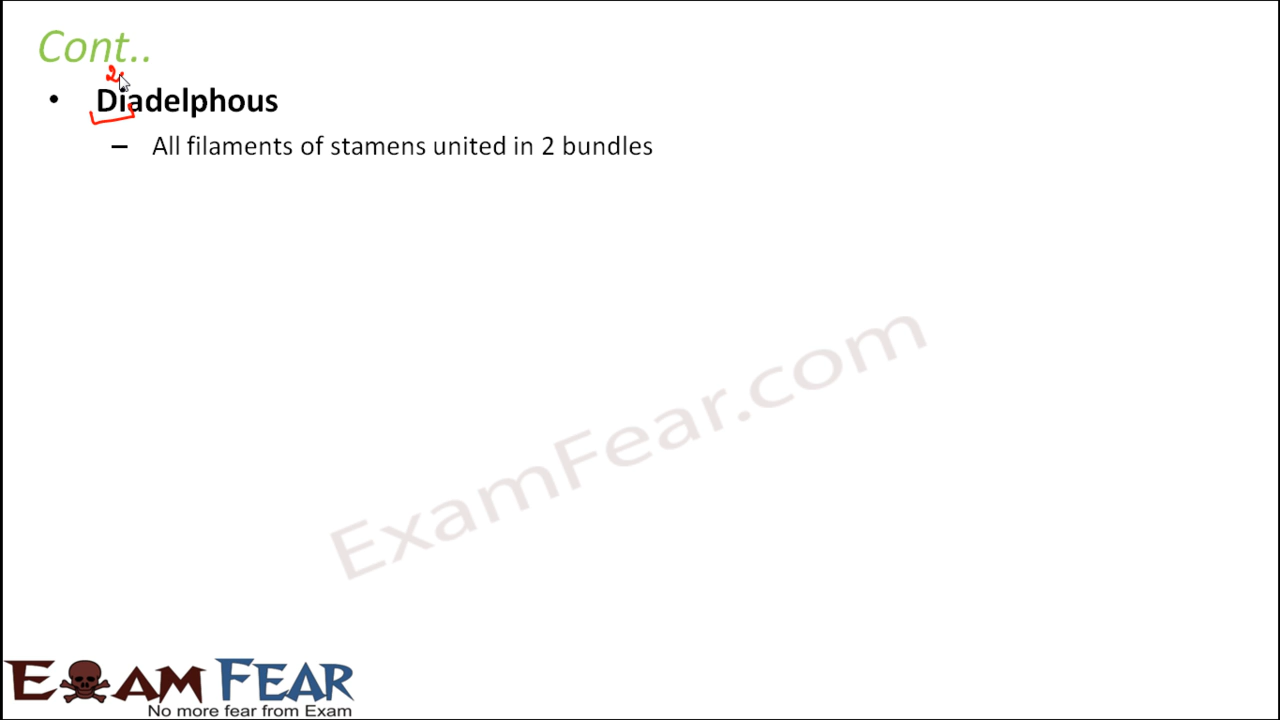 Cont..
2
• Diadelphous
– All filaments of stamens united in 2 bundles
ExamFear.com
EXAM FEAR
No more fear from Exam